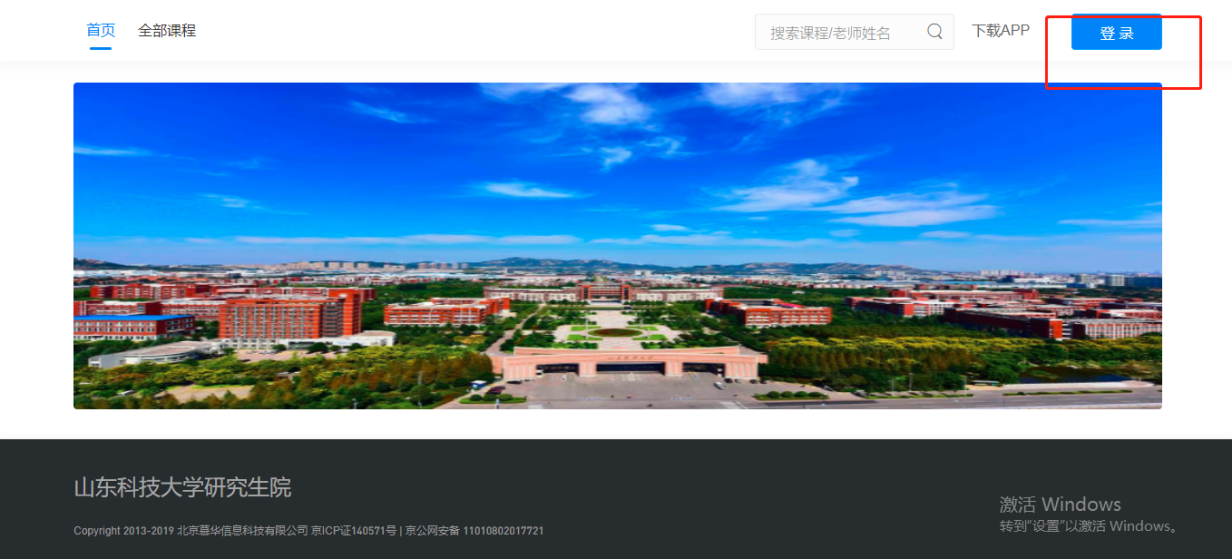 首页 全部课程 搜索课程/老师姓名 下载APP 登录
山东科技大学研究生院
Copyright 2013-2019 北京慕华信息科技有限公司 京ICP证140571号 | 京公网安备 11010802017721
激活 Windows
转到"设置"以激活 Windows。